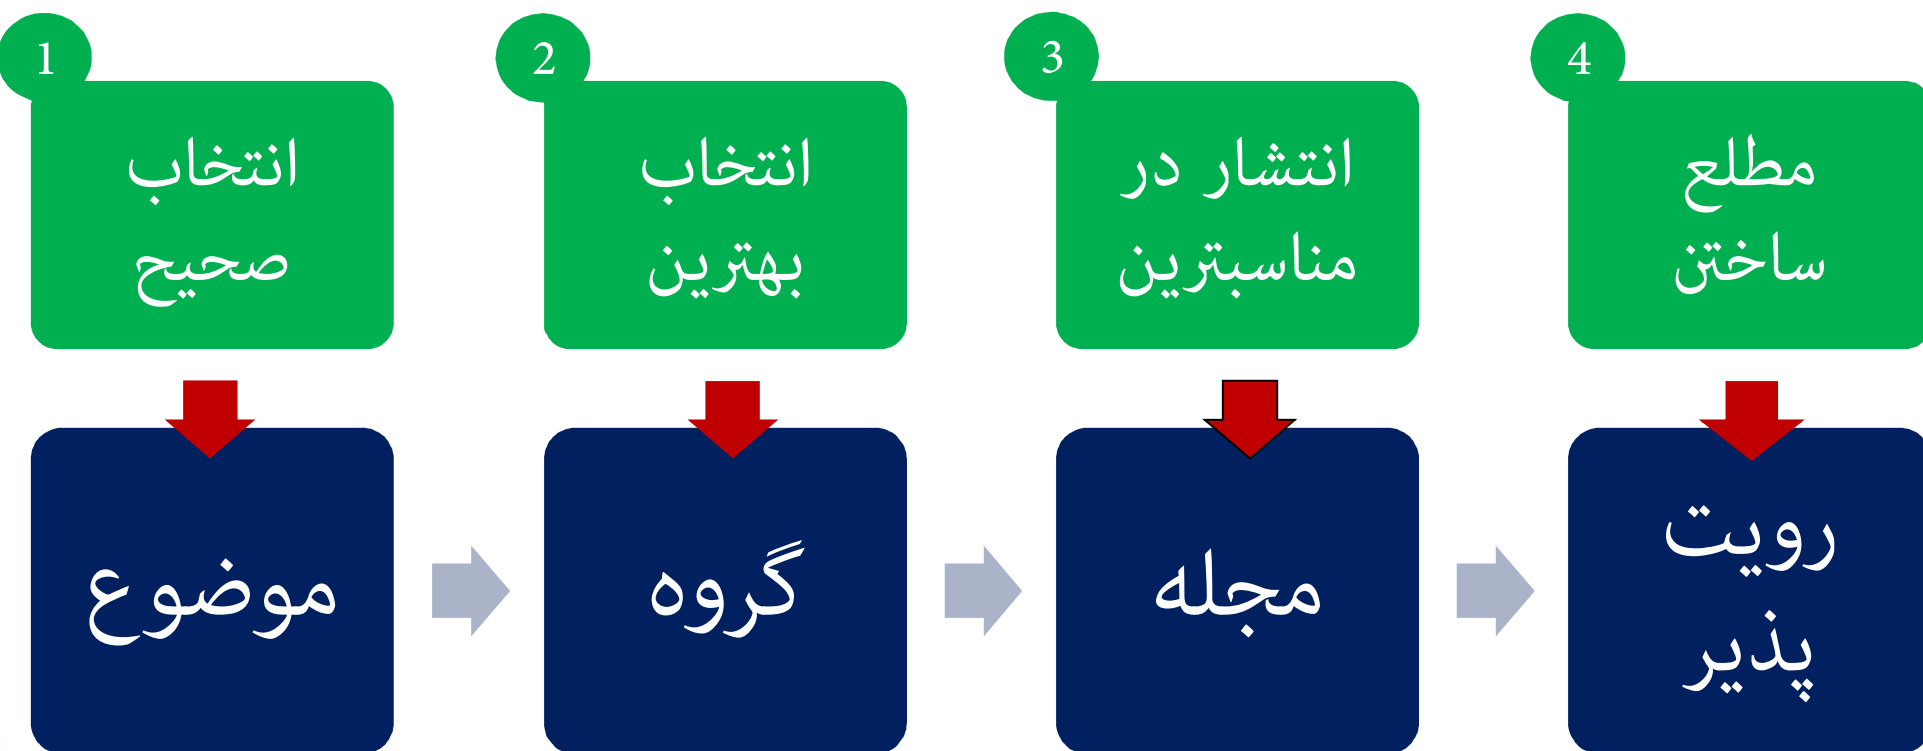 1
انتخاب
صحیح
موضوع
2
انتخاب
بهترین
گروه
3
انتشار در
مناسبترین
مجله
4
مطلع
ساختن
رویت
پذیر